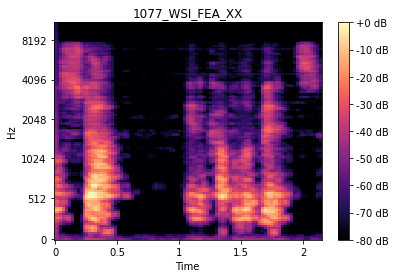 1077_WSI_FEA_XX
Hz
8192
4096
2048
1024
512
0
0
0.5
1
1.5
2
Time
+0 dB
-10 dB
-20 dB
-30 dB
-40 dB
-50 dB
-60 dB
-70 dB
-80 dB